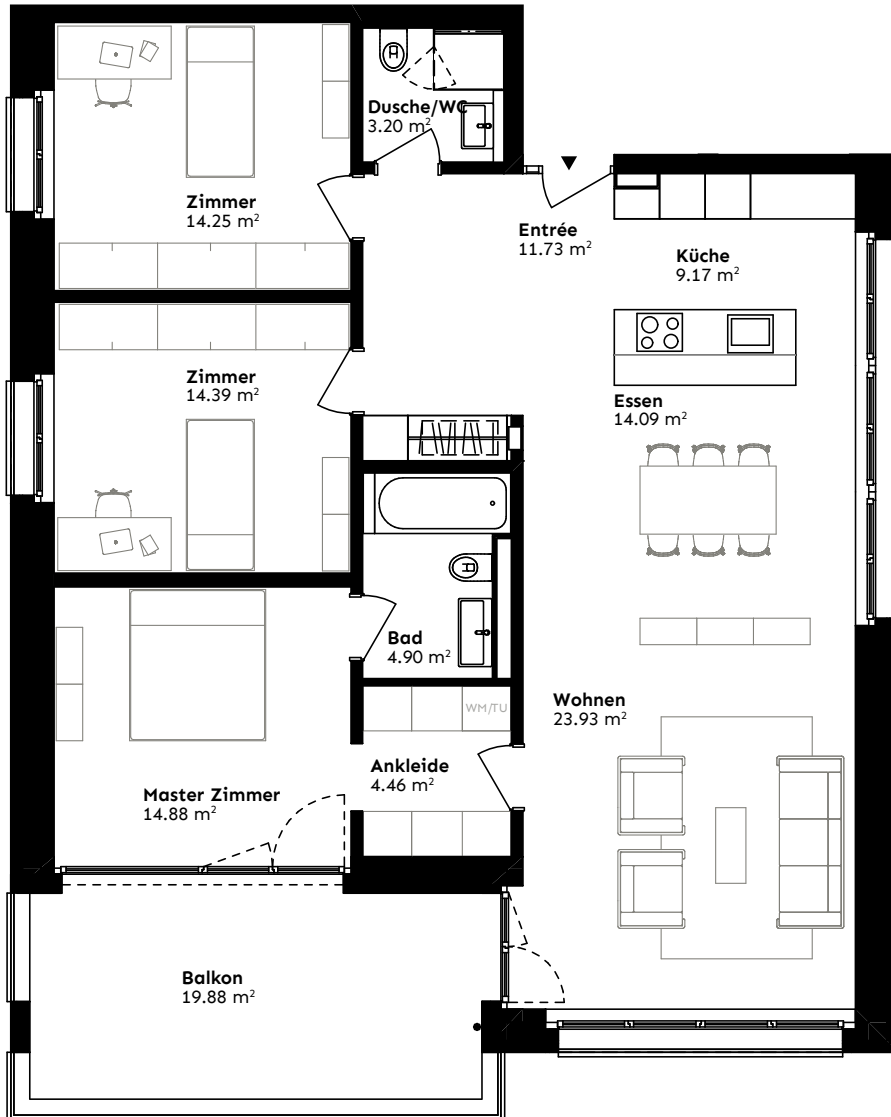 Dusche/WC
3.20 m²
Zimmer
14.25 m²
Entrée
11.73 m²
Küche
9.17 m²
Zimmer
14.39 m²
Essen
14.09 m²
Bad
4.90 m²
WM/TU
Wohnen
23.93 m²
Ankleide
4.46 m²
Master Zimmer
14.88 m²
Balkon
19.88 m²